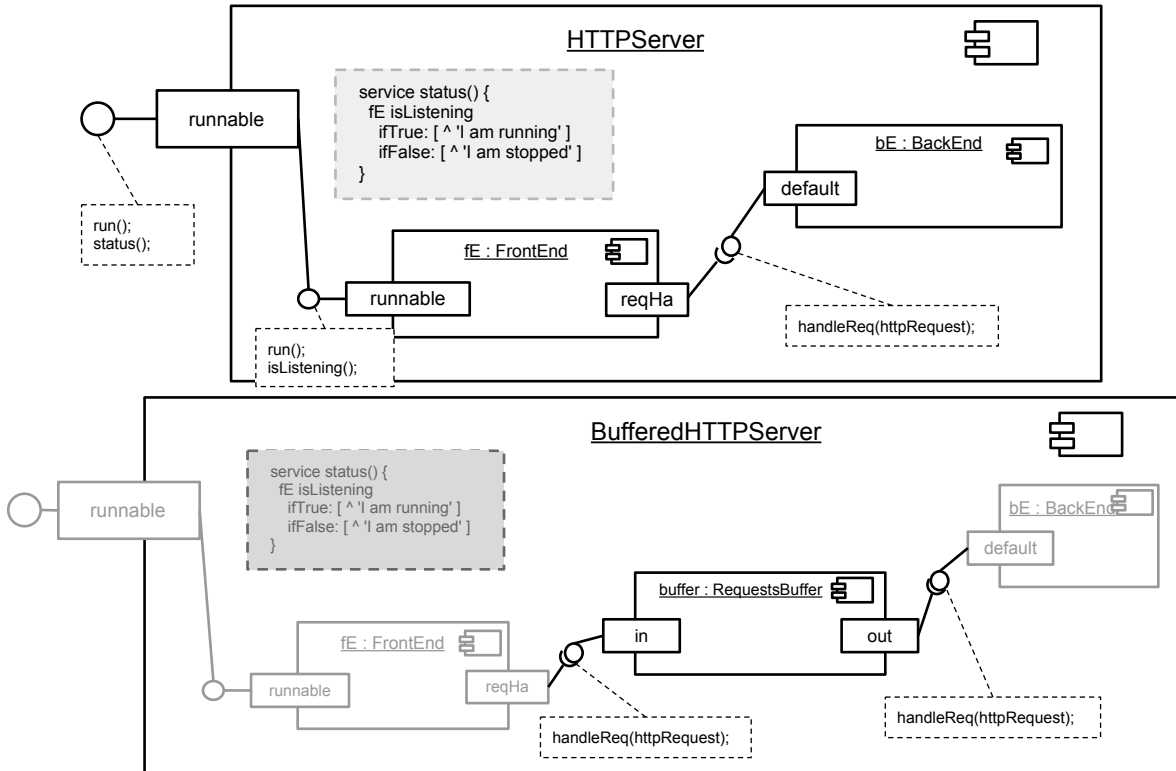 HTTPServer
service status() {
fE isListening
ifTrue: [ ^ 'I am running' ]
ifFalse: [ ^ 'I am stopped' ]
}
runnable
run();
status();
bE : BackEnd
default
fE : FrontEnd
runnable
reqHa
run();
isListening();
handleReq(httpRequest);
BufferedHTTPServer
service status() {
fE isListening
ifTrue: [ ^ 'I am running' ]
ifFalse: [ ^ 'I am stopped' ]
}
runnable
bE : BackEnd
default
buffer : RequestsBuffer
in
out
fE : FrontEnd
runnable
reqHa
handleReq(httpRequest);
handleReq(httpRequest);